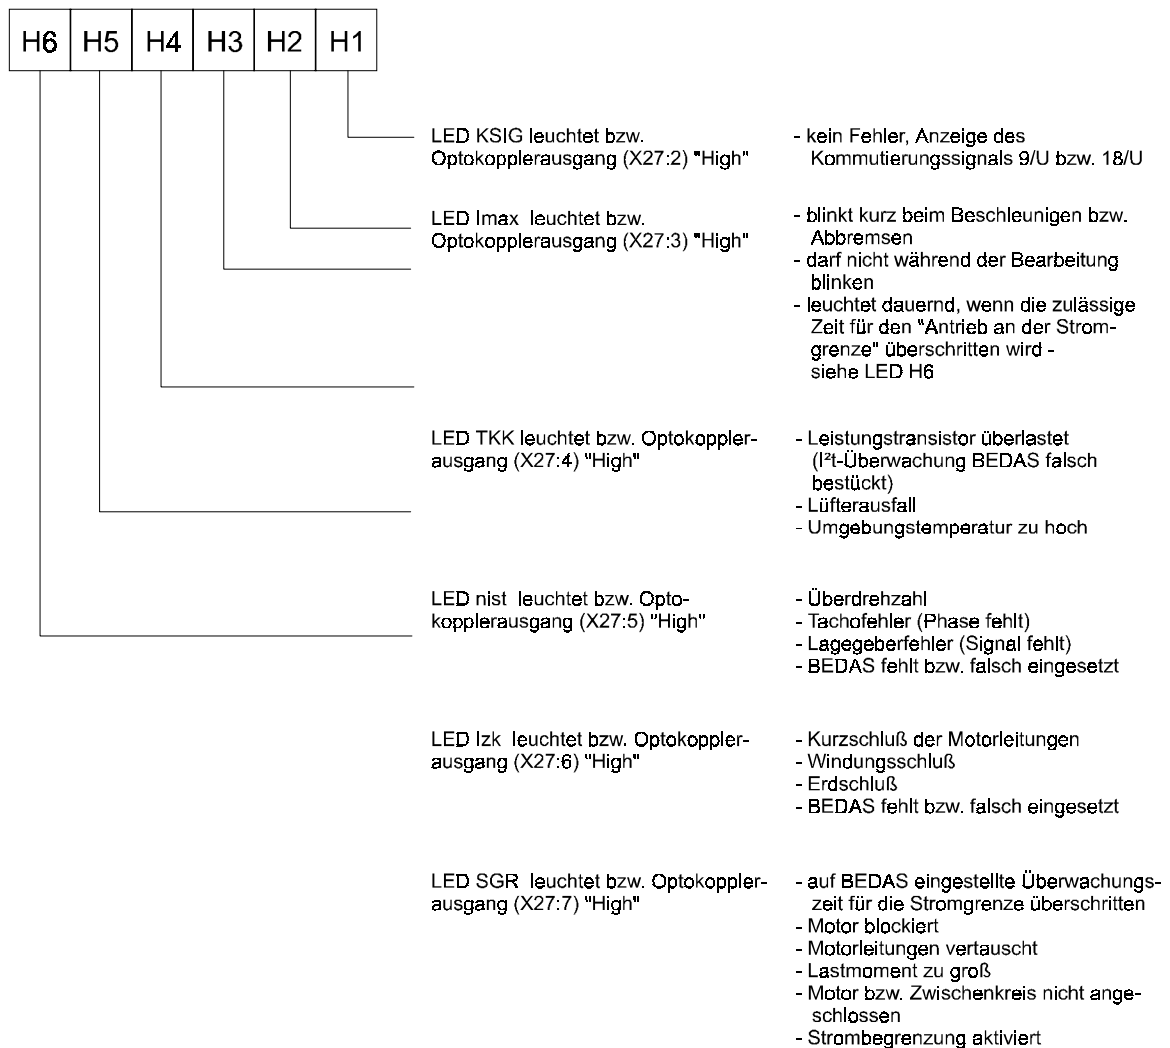 H6 H5 H4 H3 H2 H1
LED KSIG leuchtet bzw.
Optokopplerausgang (X27:2) "High"
- kein Fehler, Anzeige des
Kommutierungssignals 9/U bzw. 18/U
LED Imax leuchtet bzw.
Optokopplerausgang (X27:3) "High"
- blinkt kurz beim Beschleunigen bzw.
Abbremsen
- darf nicht während der Bearbeitung
blinken
- leuchtet dauernd, wenn die zulässige
Zeit für den "Antrieb an der Strom-
grenze" überschritten wird -
siehe LED H6
LED TKK leuchtet bzw. Optokoppler-
ausgang (X27:4) "High"
- Leistungstransistor überlastet
(I²t-Überwachung BEDAS falsch
bestückt)
- Lüfterausfall
- Umgebungstemperatur zu hoch
LED nist leuchtet bzw. Opto-
kopplerausgang (X27:5) "High"
- Überdrehzahl
- Tachofehler (Phase fehlt)
- Lagegeberfehler (Signal fehlt)
- BEDAS fehlt bzw. falsch eingesetzt
LED Izk leuchtet bzw. Optokoppler-
ausgang (X27:6) "High"
- Kurzschluß der Motorleitungen
- Windungsschluß
- Erdschluß
- BEDAS fehlt bzw. falsch eingesetzt
LED SGR leuchtet bzw. Optokoppler-
ausgang (X27:7) "High"
- auf BEDAS eingestellte Überwachungs-
zeit für die Stromgrenze überschritten
- Motor blockiert
- Motorleitungen vertauscht
- Lastmoment zu groß
- Motor bzw. Zwischenkreis nicht ange-
schlossen
- Strombegrenzung aktiviert